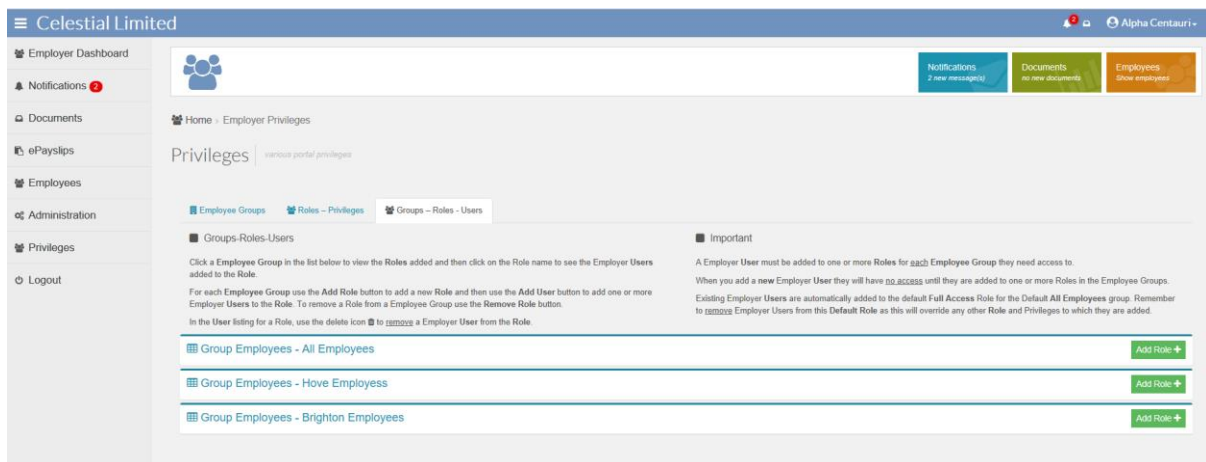 Celestial Limited
2
Alpha Centauri
Employer Dashboard
Notifications 2
Documents
ePayslips
Employees
Administration
Privileges
Logout
Notifications
2 new message(s)
Documents
no new documents
Employees
Show employees
Home › Employer Privileges
Privileges various portal privileges
Employee Groups
Roles – Privileges
Groups – Roles - Users
Groups-Roles-Users
Click a Employee Group in the list below to view the Roles added and then click on the Role name to see the Employer Users
added to the Role.
For each Employee Group use the Add Role button to add a new Role and then use the Add User button to add one or more
Employer Users to the Role. To remove a Role from a Employee Group use the Remove Role button.
In the User listing for a Role, use the delete icon to remove a Employer User from the Role.
Important
A Employer User must be added to one or more Roles for each Employee Group they need access to.
When you add a new Employer User they will have no access until they are added to one or more Roles in the Employee Groups.
Existing Employer Users are automatically added to the default Full Access Role for the Default All Employees group. Remember
to remove Employer Users from this Default Role as this will override any other Role and Privileges to which they are added.
Group Employees - All Employees
Add Role +
Group Employees - Hove Employess
Add Role +
Group Employees - Brighton Employees
Add Role +